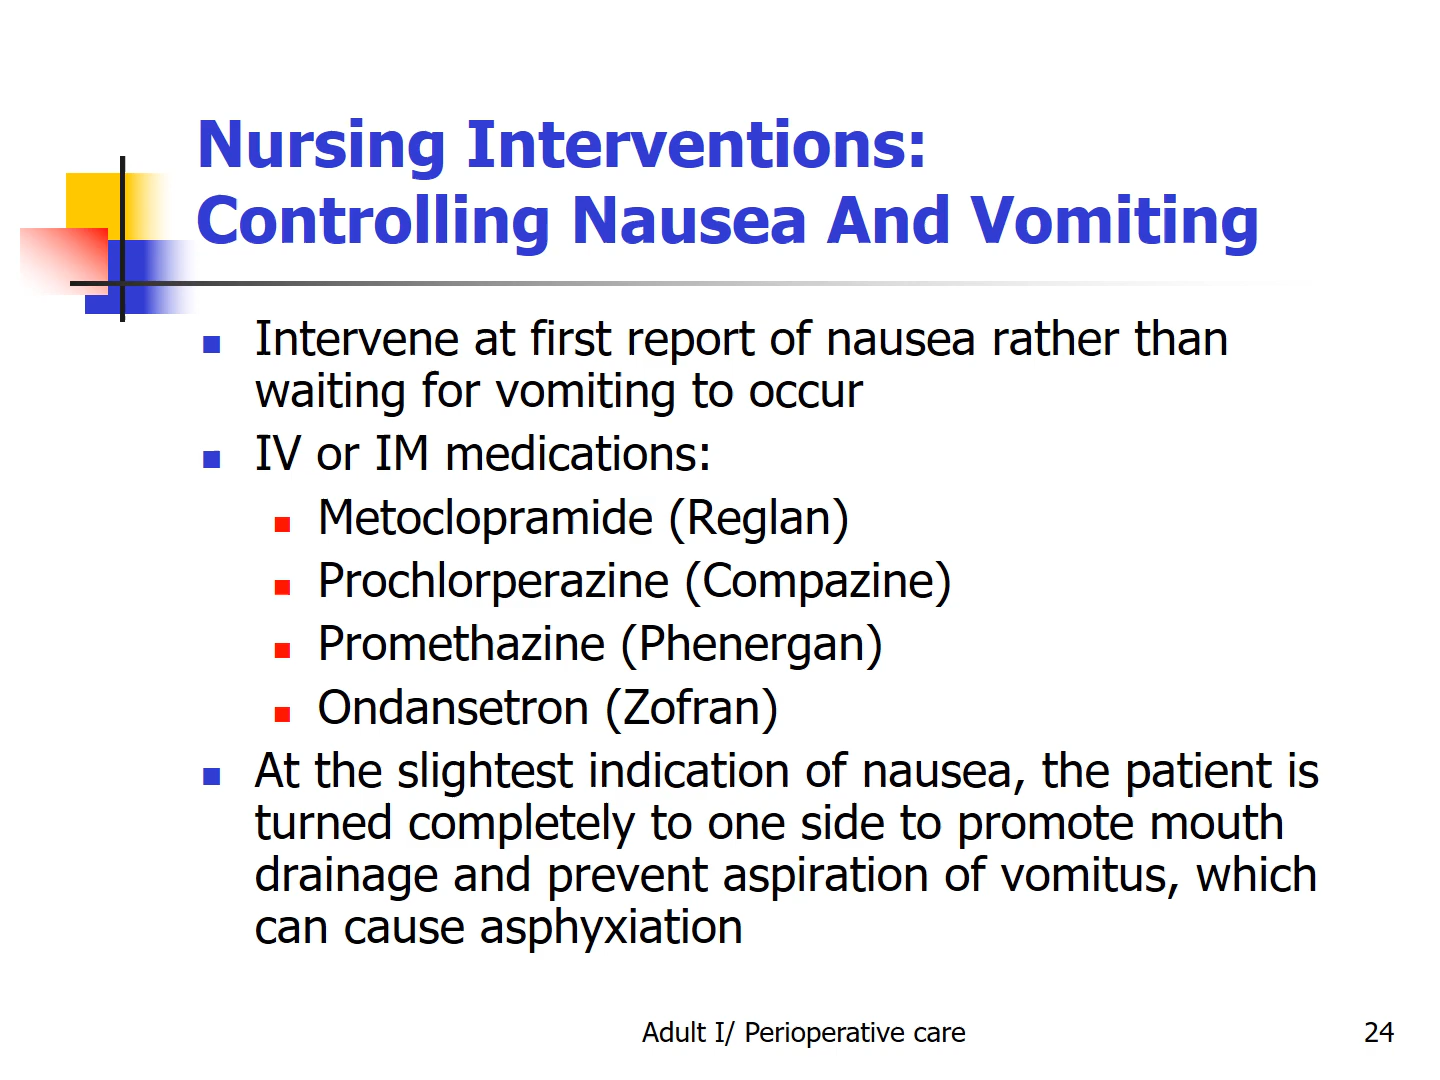 Nursing Interventions:
Controlling Nausea And Vomiting
Intervene at first report of nausea rather than
waiting for vomiting to occur
IV or IM medications:
Metoclopramide (Reglan)
Prochlorperazine (Compazine)
Promethazine (Phenergan)
Ondansetron (Zofran)
At the slightest indication of nausea, the patient is
turned completely to one side to promote mouth
drainage and prevent aspiration of vomitus, which
can cause asphyxiation
Adult I/ Perioperative care
24